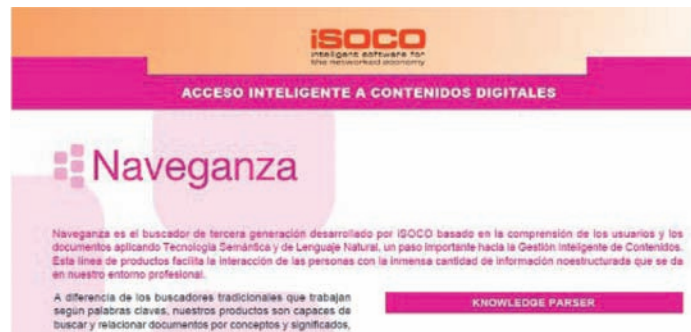 iSOCO
intelligent software for
the networked economy
ACCESO INTELIGENTE A CONTENIDOS DIGITALES
Naveganza
Naveganza es el buscador de tercera generación desarrollado por iSOCO basado en la comprensión de los usuarios y los
documentos aplicando Tecnología Semántica y de Lenguaje Natural, un paso importante hacia la Gestión Inteligente de Contenidos.
Esta línea de productos facilita la interacción de las personas con la inmensa cantidad de información noestructurada que se da
en nuestro entorno profesional.
A diferencia de los buscadores tradicionales que trabajan
según palabras claves, nuestros productos son capaces de
buscar y relacionar documentos por conceptos y significados,
KNOWLEDGE PARSER